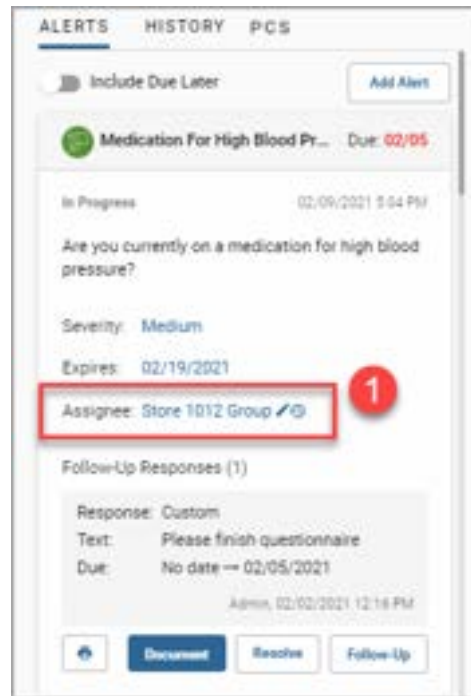 ALERTS HISTORY PCS
Include Due Later Add Alert
Medication For High Blood Pr... Due: 02/05
In Progress 02/09/2021 5:04 PM
Are you currently on a medication for high blood
pressure?
Severity: Medium
Expires: 02/19/2021
1
Assignee: Store 1012 Group
Follow-Up Responses (1)
Response: Custom
Text: Please finish questionnaire
Due: No date → 02/05/2021
Admin, 02/02/2021 12:16 PM
Document Resolve Follow-Up